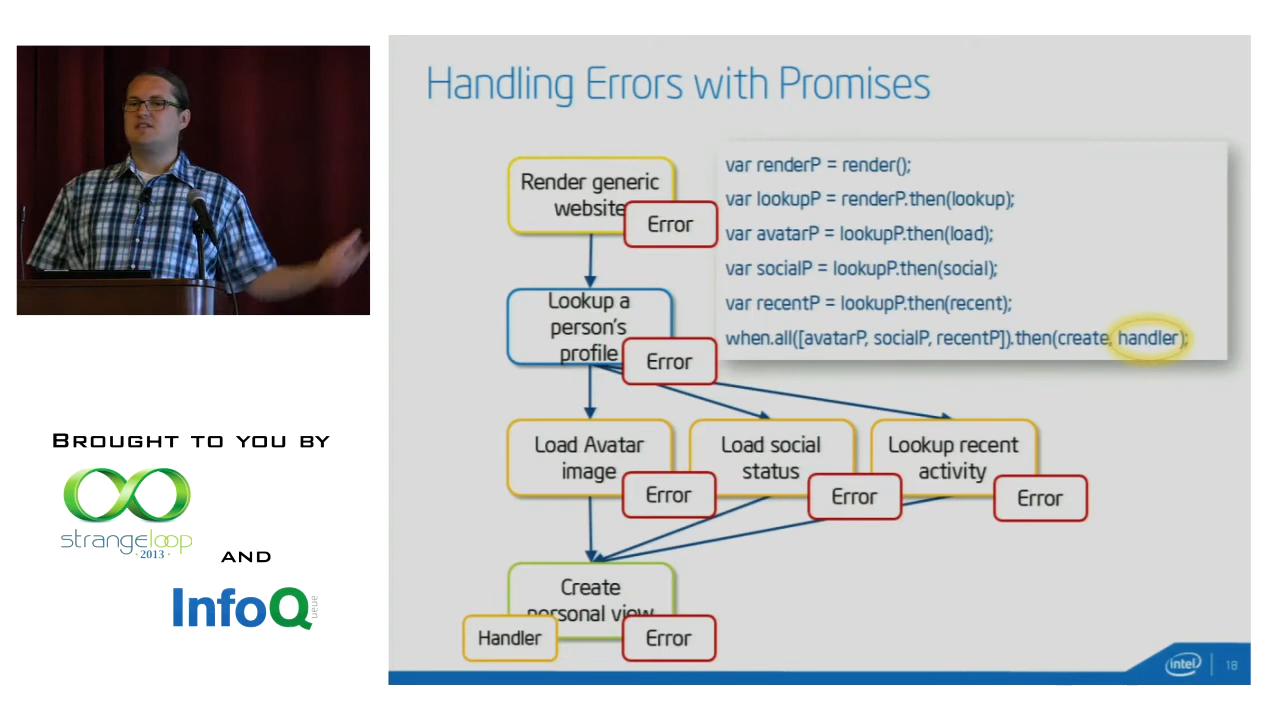 Handling Errors with Promises
Render generic
website
Error
var renderP = render();
var lookupP = renderP.then(lookup);
var avatarP = lookupP.then(load);
var socialP = lookupP.then(social);
var recentP = lookupP.then(recent);
when.all([avatarP, socialP, recentP]).then(create, handler);
Lookup a
person's
profile
Error
Load Avatar
image
Error
Load social
status
Error
Lookup recent
activity
Error
Create
personal view
Handler
Error
intel
18
Brought to you by
strangeloop
· 2013 ·
and
InfoQ
ueue